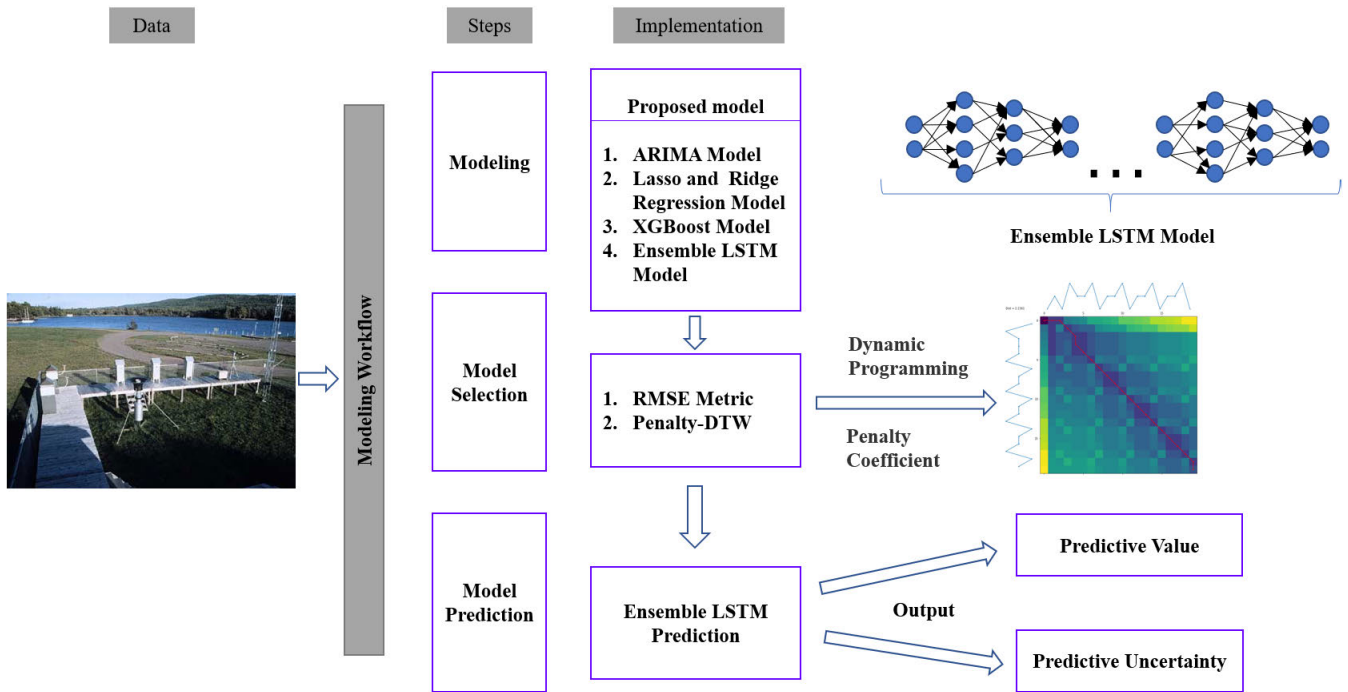 Data
Steps
Implementation
Modeling Workflow
Modeling
Proposed model
1. ARIMA Model
2. Lasso and Ridge
Regression Model
3. XGBoost Model
4. Ensemble LSTM
Model
. . .
Ensemble LSTM Model
Model
Selection
1. RMSE Metric
2. Penalty-DTW
Dynamic
Programming
Penalty
Coefficient
Model
Prediction
Ensemble LSTM
Prediction
Output
Predictive Value
Predictive Uncertainty